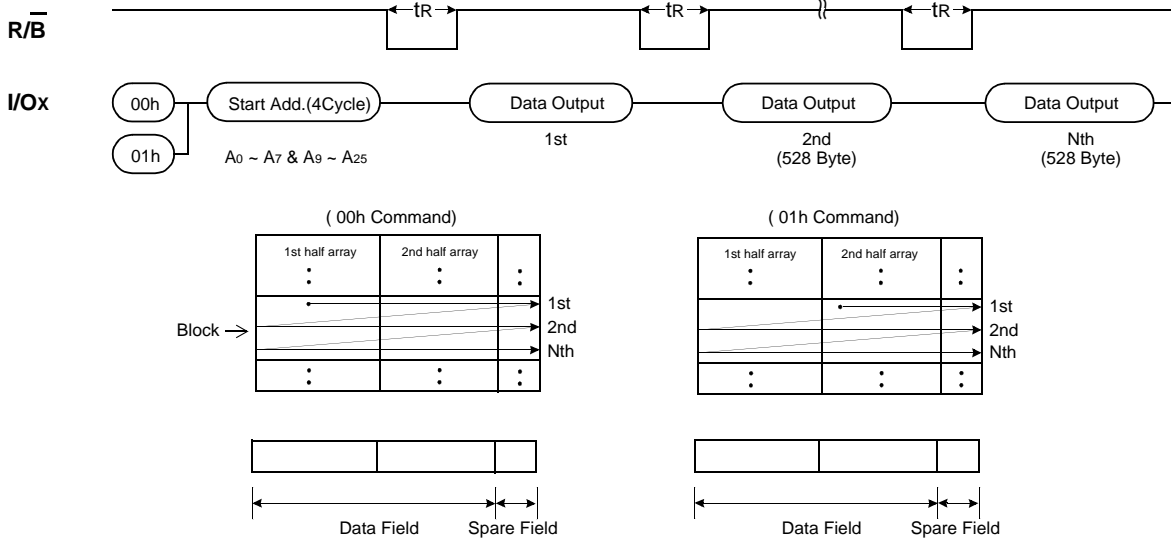 tR tR tR
R/B
I/Ox
00h Start Add.(4Cycle) Data Output Data Output Data Output
01h
A0 ~ A7 & A9 ~ A25
1st 2nd Nth
(528 Byte) (528 Byte)
( 00h Command) ( 01h Command)
1st half array 2nd half array 1st half array 2nd half array
1st 1st
Block 2nd 2nd
Nth Nth
Data Field Spare Field Data Field Spare Field